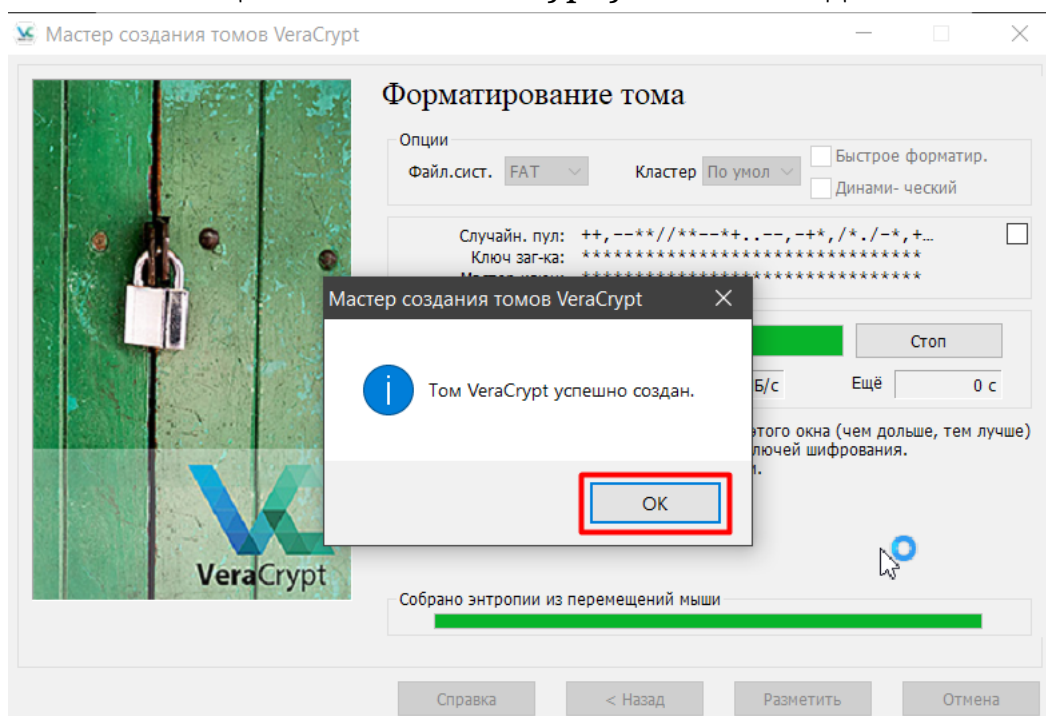 Мастер создания томов VeraCrypt
Форматирование тома
Опции
Файл.сист. FAT Кластер По умол Быстрое форматир.
Динами- ческий
Случайн. пул: ++,--**//**--*+..--,-+*,/*./-*,+…
Ключ заг-ка: ********************************
********************************
Мастер создания томов VeraCrypt
Том VeraCrypt успешно создан.
OK
Стоп
Б/с Ещё 0 с
этого окна (чем дольше, тем лучше)
лючей шифрования.
VeraCrypt
Собрано энтропии из перемещений мыши
Справка < Назад Разметить Отмена